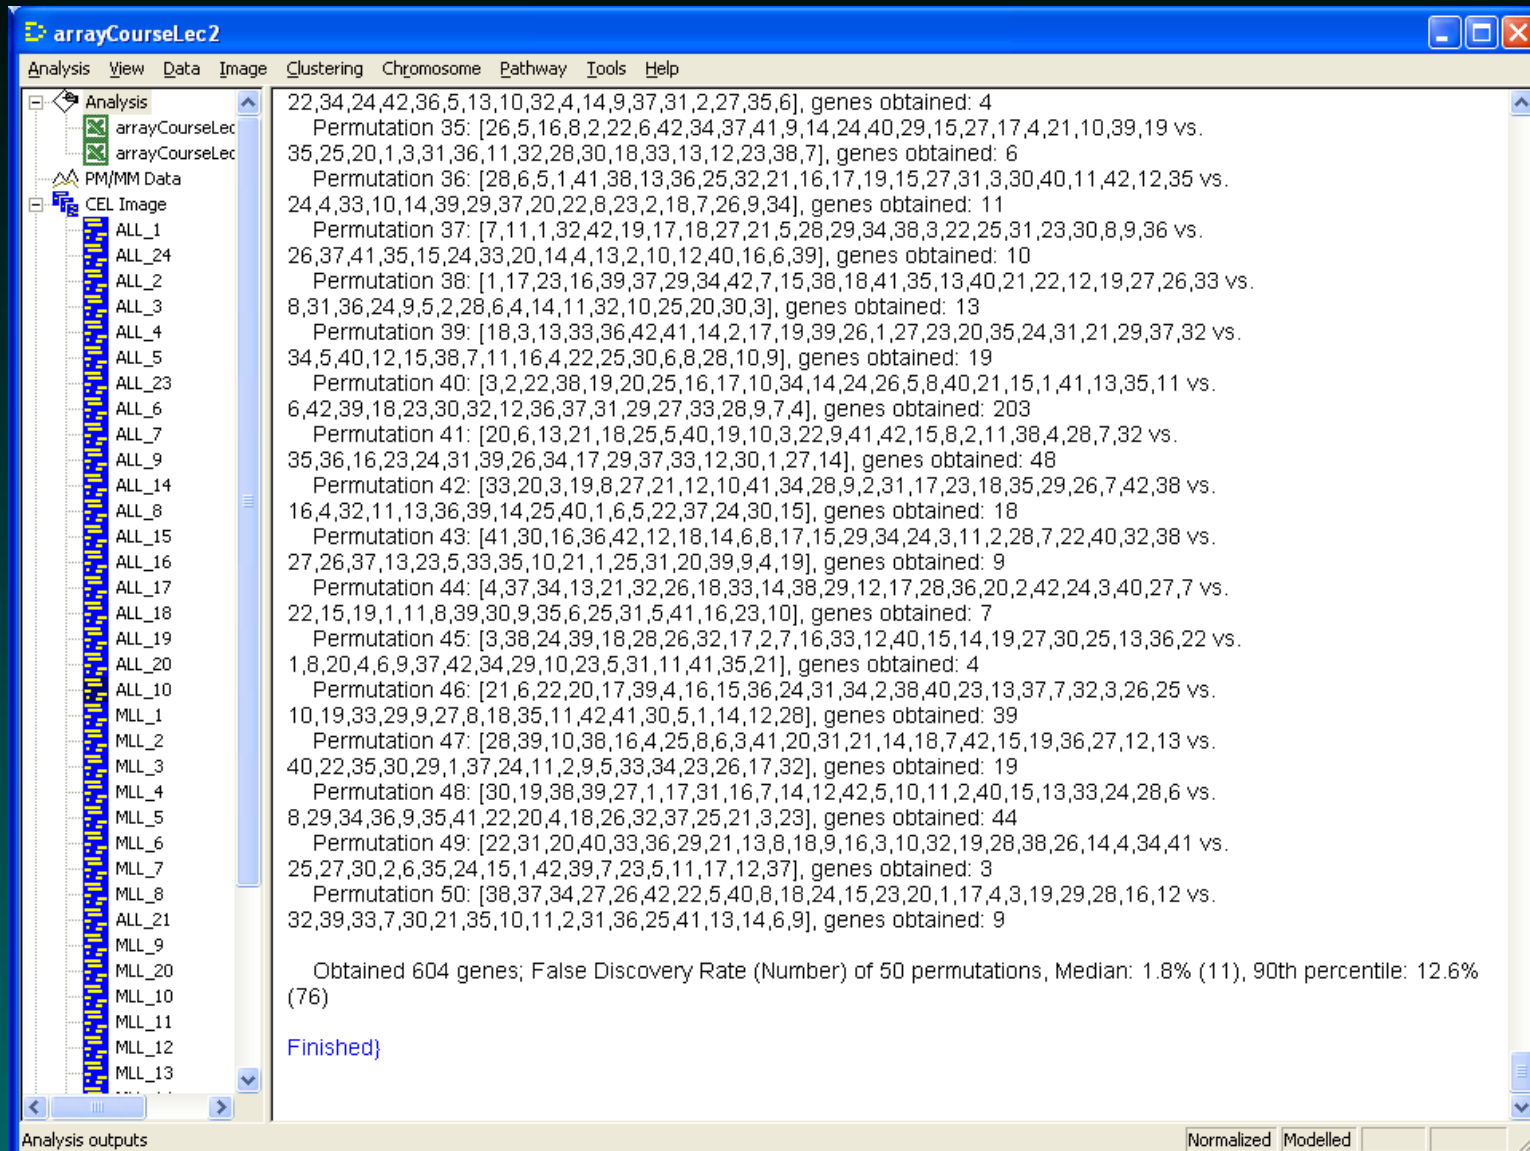 arrayCourseLec2
Analysis View Data Image Clustering Chromosome Pathway Tools Help
Analysis
arrayCourseLec
arrayCourseLec
PM/MM Data
CEL Image
ALL_1
ALL_24
ALL_2
ALL_3
ALL_4
ALL_5
ALL_23
ALL_6
ALL_7
ALL_9
ALL_14
ALL_8
ALL_15
ALL_16
ALL_17
ALL_18
ALL_19
ALL_20
ALL_10
MLL_1
MLL_2
MLL_3
MLL_4
MLL_5
MLL_6
MLL_7
MLL_8
ALL_21
MLL_9
MLL_20
MLL_10
MLL_11
MLL_12
MLL_13
22,34,24,42,36,5,13,10,32,4,14,9,37,31,2,27,35,6], genes obtained: 4
Permutation 35: [26,5,16,8,2,22,6,42,34,37,41,9,14,24,40,29,15,27,17,4,21,10,39,19 vs.
35,25,20,1,3,31,36,11,32,28,30,18,33,13,12,23,38,7], genes obtained: 6
Permutation 36: [28,6,5,1,41,38,13,36,25,32,21,16,17,19,15,27,31,3,30,40,11,42,12,35 vs.
24,4,33,10,14,39,29,37,20,22,8,23,2,18,7,26,9,34], genes obtained: 11
Permutation 37: [7,11,1,32,42,19,17,18,27,21,5,28,29,34,38,3,22,25,31,23,30,8,9,36 vs.
26,37,41,35,15,24,33,20,14,4,13,2,10,12,40,16,6,39], genes obtained: 10
Permutation 38: [1,17,23,16,39,37,29,34,42,7,15,38,18,41,35,13,40,21,22,12,19,27,26,33 vs.
8,31,36,24,9,5,2,28,6,4,14,11,32,10,25,20,30,3], genes obtained: 13
Permutation 39: [18,3,13,33,36,42,41,14,2,17,19,39,26,1,27,23,20,35,24,31,21,29,37,32 vs.
34,5,40,12,15,38,7,11,16,4,22,25,30,6,8,28,10,9], genes obtained: 19
Permutation 40: [3,2,22,38,19,20,25,16,17,10,34,14,24,26,5,8,40,21,15,1,41,13,35,11 vs.
6,42,39,18,23,30,32,12,36,37,31,29,27,33,28,9,7,4], genes obtained: 203
Permutation 41: [20,6,13,21,18,25,5,40,19,10,3,22,9,41,42,15,8,2,11,38,4,28,7,32 vs.
35,36,16,23,24,31,39,26,34,17,29,37,33,12,30,1,27,14], genes obtained: 48
Permutation 42: [33,20,3,19,8,27,21,12,10,41,34,28,9,2,31,17,23,18,35,29,26,7,42,38 vs.
16,4,32,11,13,36,39,14,25,40,1,6,5,22,37,24,30,15], genes obtained: 18
Permutation 43: [41,30,16,36,42,12,18,14,6,8,17,15,29,34,24,3,11,2,28,7,22,40,32,38 vs.
27,26,37,13,23,5,33,35,10,21,1,25,31,20,39,9,4,19], genes obtained: 9
Permutation 44: [4,37,34,13,21,32,26,18,33,14,38,29,12,17,28,36,20,2,42,24,3,40,27,7 vs.
22,15,19,1,11,8,39,30,9,35,6,25,31,5,41,16,23,10], genes obtained: 7
Permutation 45: [3,38,24,39,18,28,26,32,17,2,7,16,33,12,40,15,14,19,27,30,25,13,36,22 vs.
1,8,20,4,6,9,37,42,34,29,10,23,5,31,11,41,35,21], genes obtained: 4
Permutation 46: [21,6,22,20,17,39,4,16,15,36,24,31,34,2,38,40,23,13,37,7,32,3,26,25 vs.
10,19,33,29,9,27,8,18,35,11,42,41,30,5,1,14,12,28], genes obtained: 39
Permutation 47: [28,39,10,38,16,4,25,8,6,3,41,20,31,21,14,18,7,42,15,19,36,27,12,13 vs.
40,22,35,30,29,1,37,24,11,2,9,5,33,34,23,26,17,32], genes obtained: 19
Permutation 48: [30,19,38,39,27,1,17,31,16,7,14,12,42,5,10,11,2,40,15,13,33,24,28,6 vs.
8,29,34,36,9,35,41,22,20,4,18,26,32,37,25,21,3,23], genes obtained: 44
Permutation 49: [22,31,20,40,33,36,29,21,13,8,18,9,16,3,10,32,19,28,38,26,14,4,34,41 vs.
25,27,30,2,6,35,24,15,1,42,39,7,23,5,11,17,12,37], genes obtained: 3
Permutation 50: [38,37,34,27,26,42,22,5,40,8,18,24,15,23,20,1,17,4,3,19,29,28,16,12 vs.
32,39,33,7,30,21,35,10,11,2,31,36,25,41,13,14,6,9], genes obtained: 9
Obtained 604 genes; False Discovery Rate (Number) of 50 permutations, Median: 1.8% (11), 90th percentile: 12.6%
(76)
Finished}
Analysis outputs
Normalized Modelled